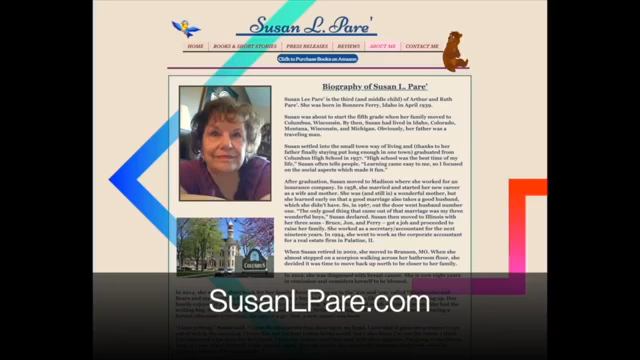 Susan L. Pare'
HOME BOOKS & SHORT STORIES PRESS RELEASES REVIEWS ABOUT ME CONTACT ME
Click to Purchase Books on Amazon
Biography of Susan L. Pare'
Susan Lee Pare' is the third (and middle child) of Arthur and Ruth
Pare'. She was born in Bonners Ferry, Idaho in April 1939.
Susan was about to start the fifth grade when her family moved to
Columbus, Wisconsin. By then, Susan had lived in Idaho, Colorado,
Montana, Wisconsin, and Michigan. Obviously, her father was a
traveling man.
Susan settled into the small town way of living and (thanks to her
father finally staying put long enough in one town) graduated from
Columbus High School in 1957. "High school was the best time of my
life," Susan often tells people. "Learning came easy to me, so I focused
on the social aspects which made it fun."
After graduation, Susan moved to Madison where she worked for an
insurance company. In 1958, she married and started her new career
as a wife and mother. She was (and still is) a wonderful mother, but
she learned early on that a good marriage also takes a good husband,
which she didn't have. So, in 1967, out the door went husband number one.
"The only good thing that came out of that marriage was my three
wonderful boys," Susan declared. Susan then moved to Illinois with
her three sons - Bruce, Jon, and Perry - got a job and proceeded to
raise her family. She worked as a secretary/accountant for the next
nineteen years. In 1994, she went to work as the corporate accountant
for a real estate firm in Palatine, IL.
When Susan retired in 2002, she moved to Branson, MO. When she
almost stepped on a scorpion walking across her bathroom floor, she
decided it was time to move back up north to be closer to her family.
COLUMBUS
SusanLPare.com